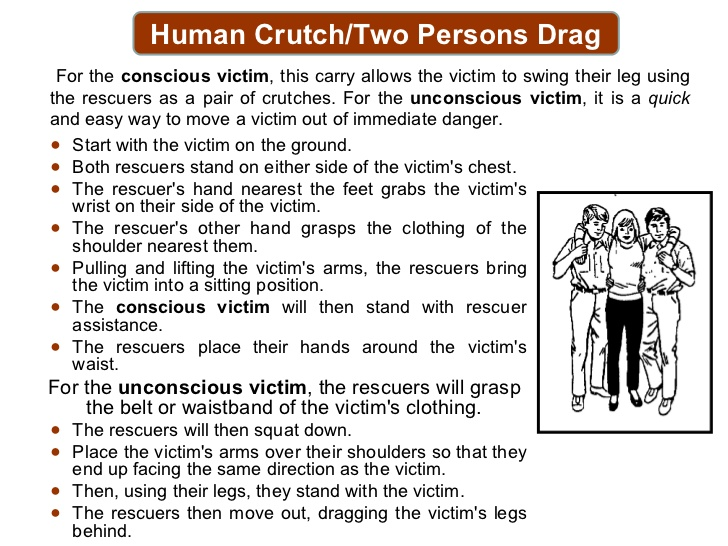 Human Crutch/Two Persons Drag
For the conscious victim, this carry allows the victim to swing their leg using
the rescuers as a pair of crutches. For the unconscious victim, it is a quick
and easy way to move a victim out of immediate danger.
• Start with the victim on the ground.
• Both rescuers stand on either side of the victim's chest.
• The rescuer's hand nearest the feet grabs the victim's
wrist on their side of the victim.
• The rescuer's other hand grasps the clothing of the
shoulder nearest them.
• Pulling and lifting the victim's arms, the rescuers bring
the victim into a sitting position.
• The conscious victim will then stand with rescuer
assistance.
• The rescuers place their hands around the victim's
waist.
For the unconscious victim, the rescuers will grasp
the belt or waistband of the victim's clothing.
• The rescuers will then squat down.
• Place the victim's arms over their shoulders so that they
end up facing the same direction as the victim.
• Then, using their legs, they stand with the victim.
• The rescuers then move out, dragging the victim's legs
behind.